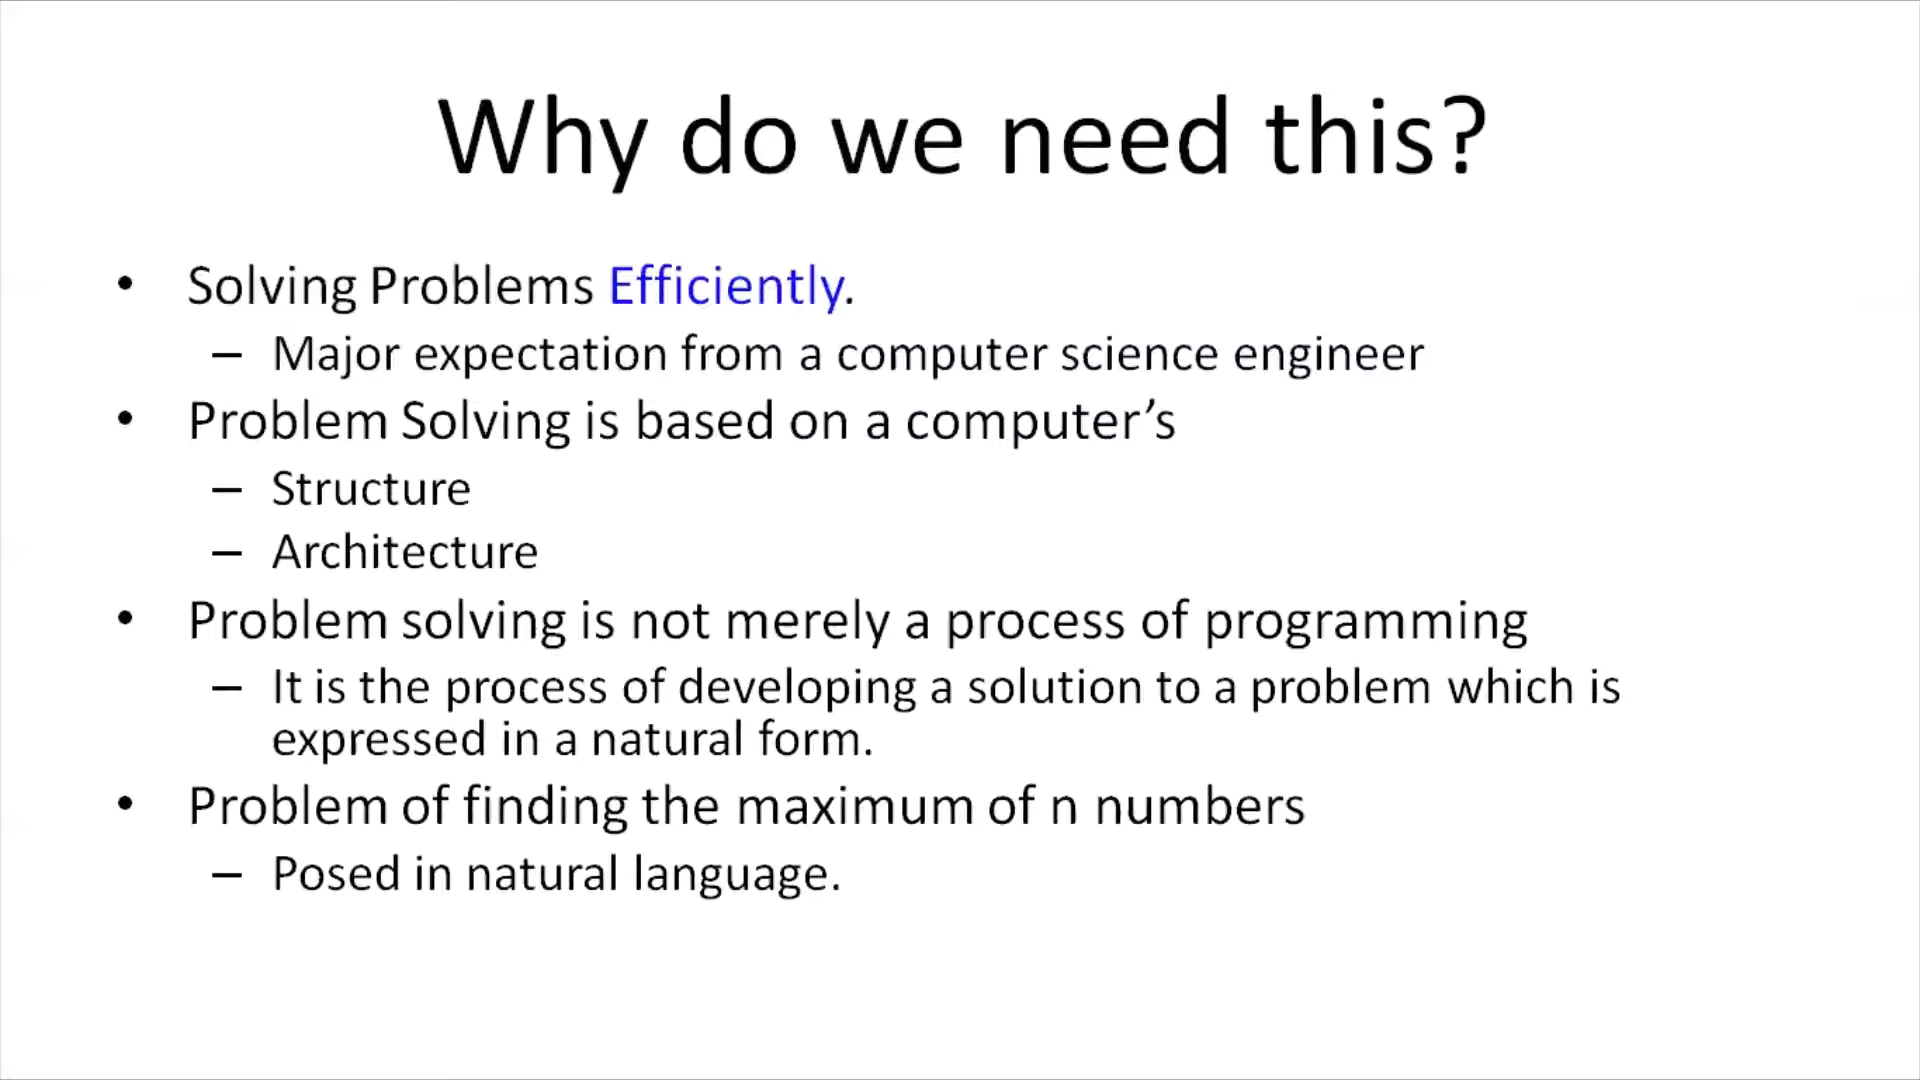 Why do we need this?
• Solving Problems Efficiently.
– Major expectation from a computer science engineer
• Problem Solving is based on a computer’s
– Structure
– Architecture
• Problem solving is not merely a process of programming
– It is the process of developing a solution to a problem which is
expressed in a natural form.
• Problem of finding the maximum of n numbers
– Posed in natural language.